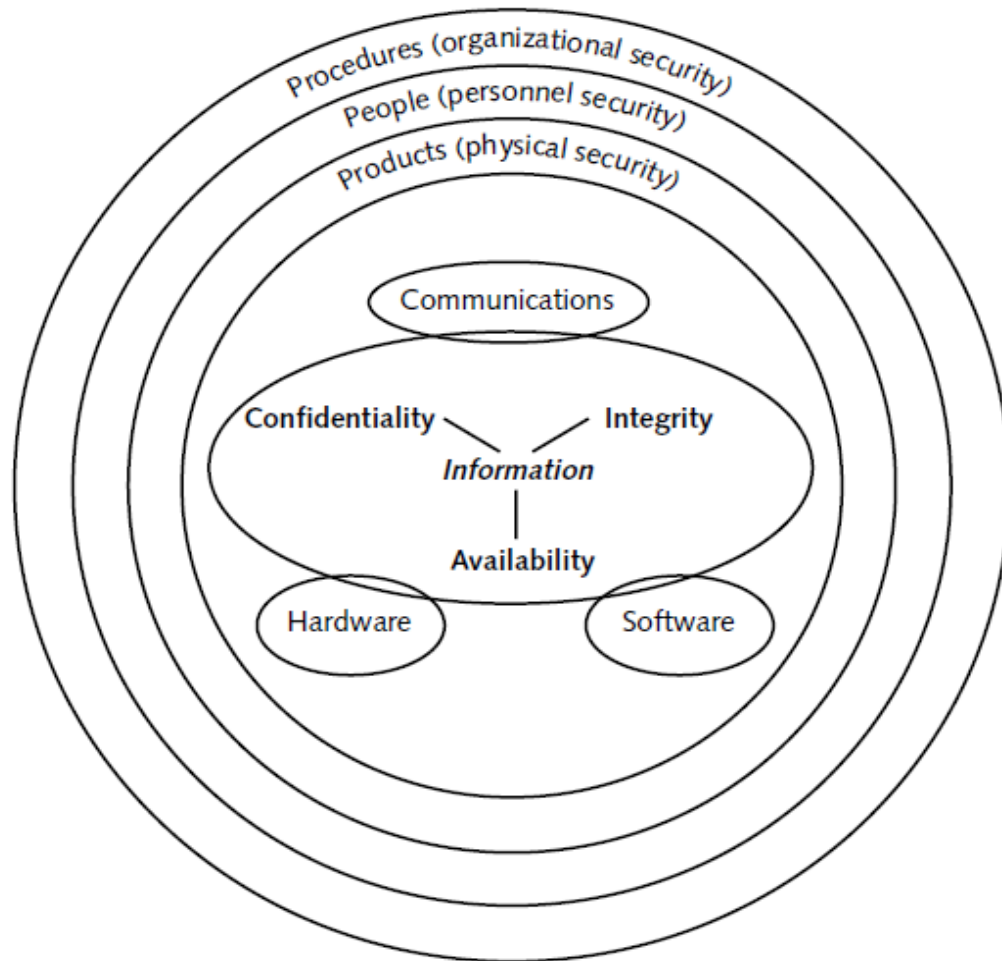 Procedures (organizational security)
People (personnel security)
Products (physical security)
Communications
Confidentiality
Integrity
Information
Availability
Hardware
Software